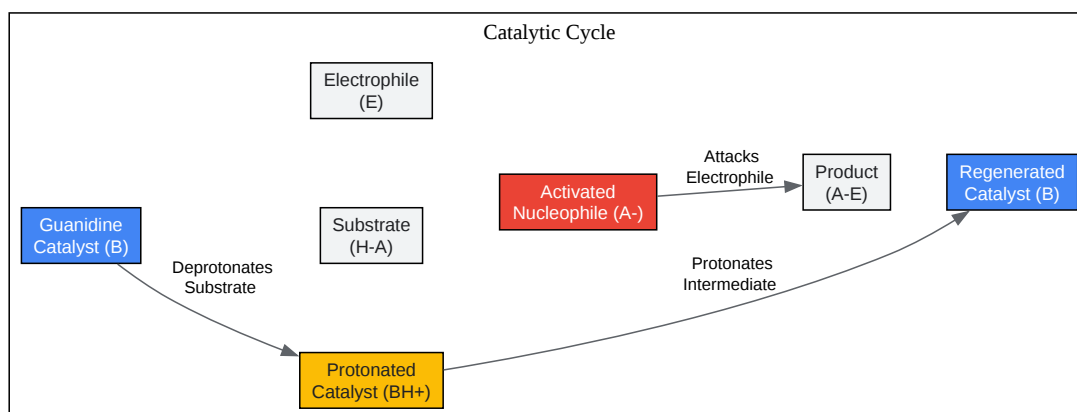 Catalytic Cycle
Electrophile
(E)
Attacks
Electrophile
Activated
Nucleophile (A-)
Product
(A-E)
Regenerated
Catalyst (B)
Guanidine
Catalyst (B)
Substrate
(H-A)
Deprotonates
Substrate
Protonates
Intermediate
Protonated
Catalyst (BH+)